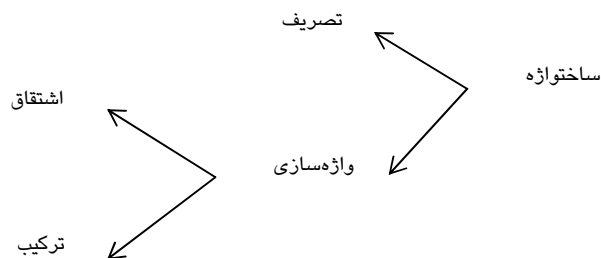 تصریف
ساختواژه
اشتقاق
واژه‌سازی
ترکیب